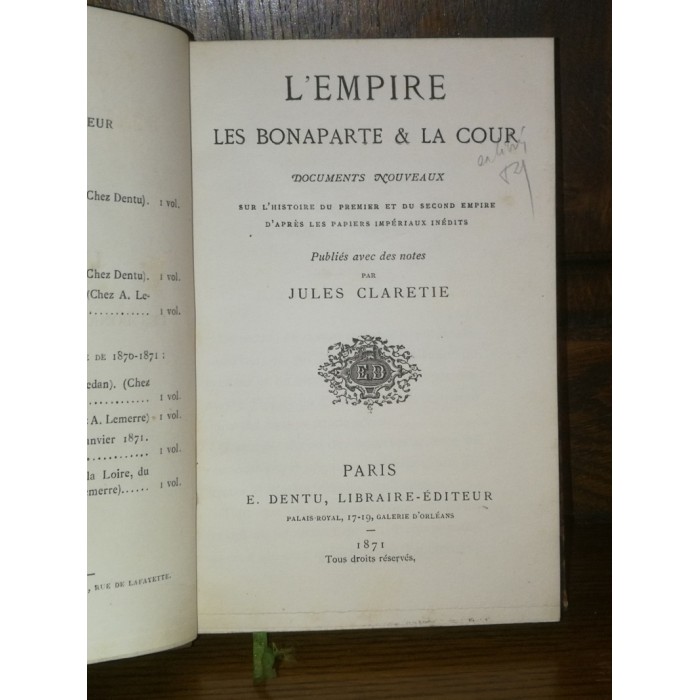 EUR
Chez Dentu). 1 vol.
Chez Dentu). 1 vol.
(Chez A. Le-
1 vol.
E DE 1870-1871 :
edan). (Chez
1 vol.
A. Lemerre) 1 vol.
anvier 1871.
1 vol.
la Loire, du
emerre)...... 1 vol.
, RUE DE LAFAYETTE.
L'EMPIRE
LES BONAPARTE & LA COUR
DOCUMENTS NOUVEAUX
SUR L'HISTOIRE DU PREMIER ET DU SECOND EMPIRE
D'APRÈS LES PAPIERS IMPÉRIAUX INÉDITS
Publiés avec des notes
PAR
JULES CLARETIE
ED
PARIS
E. DENTU, LIBRAIRE-ÉDITEUR
PALAIS-ROYAL, 17-19, GALERIE D'ORLÉANS
1871
Tous droits réservés.